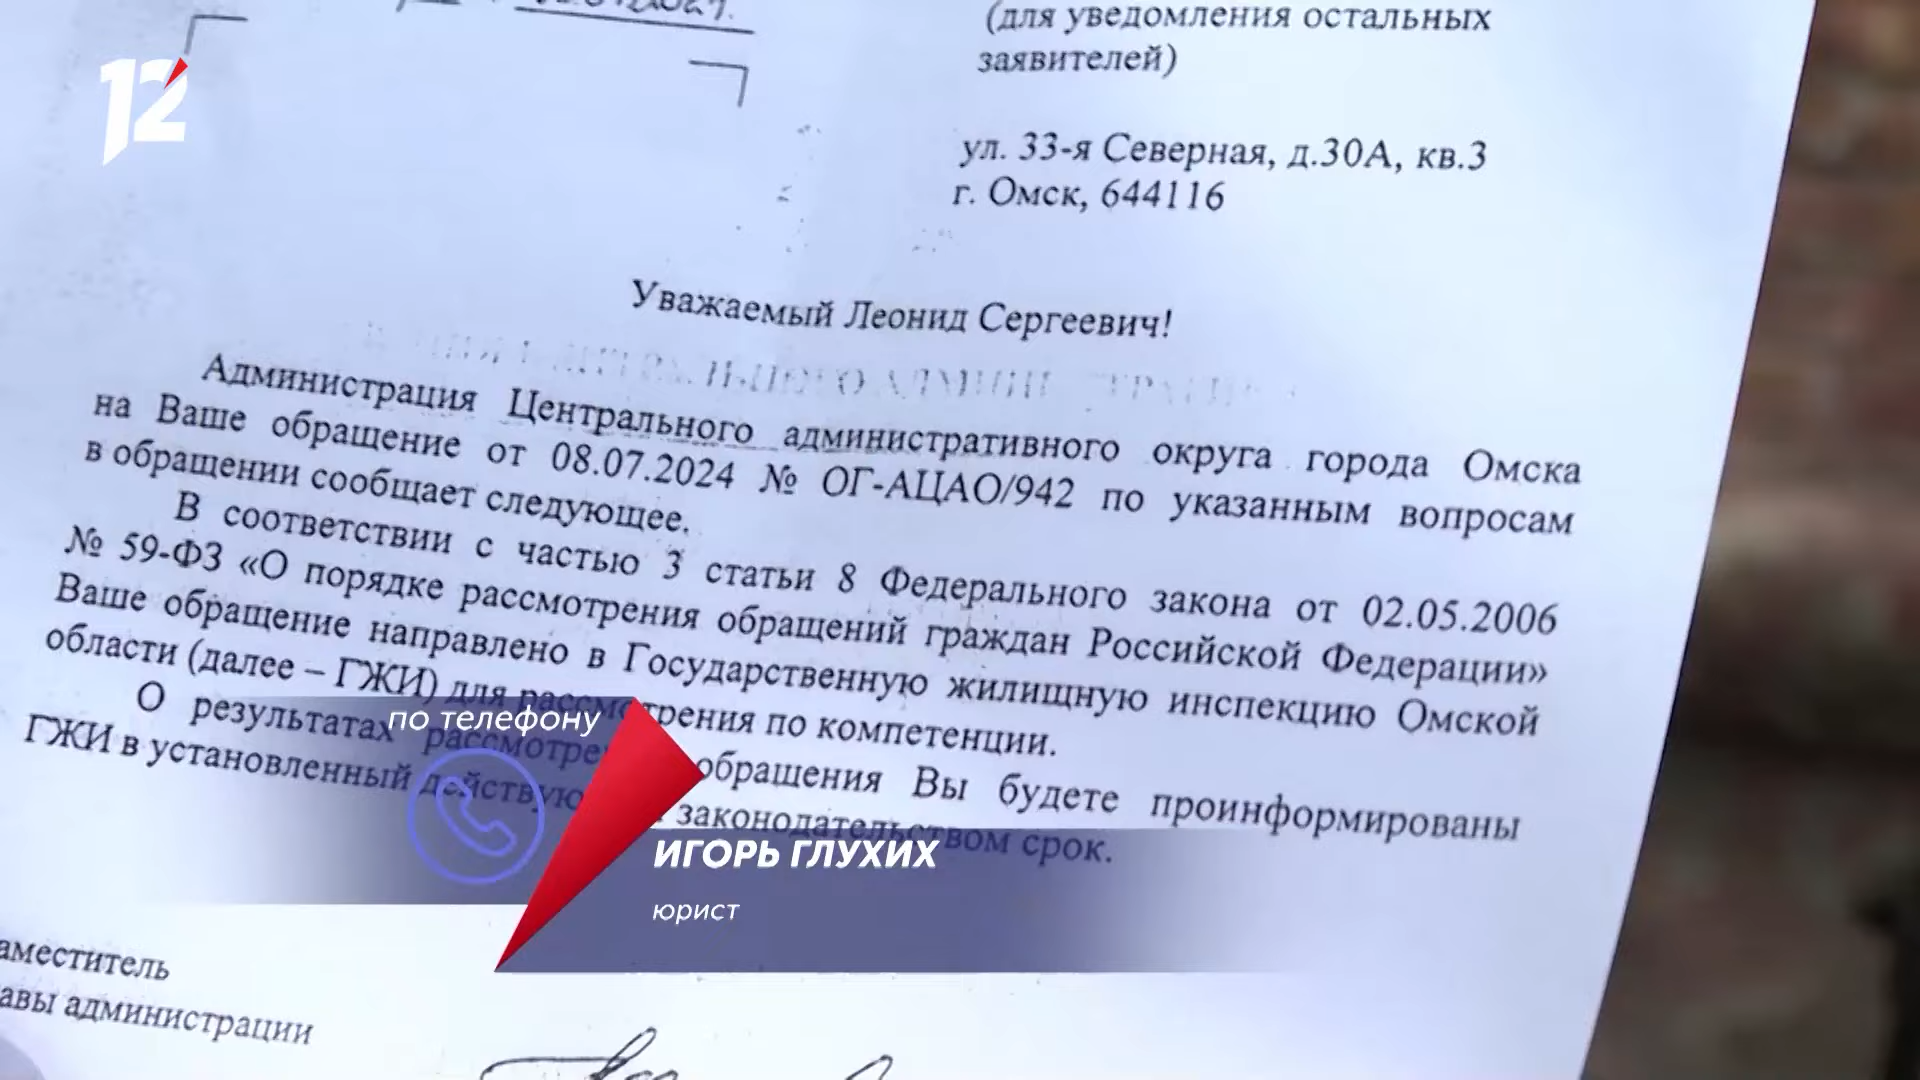 (для уведомления остальных
заявителей)
12
ул. 33-я Северная, д.30А, кв.3
г. Омск, 644116
Уважаемый Леонид Сергеевич!
Администрация Центрального административного округа города Омска
на Ваше обращение от 08.07.2024 № ОГ-АЦАО/942 по указанным вопросам
в обращении сообщает следующее.
В соответствии с частью 3 статьи 8 Федерального закона от 02.05.2006
№ 59-ФЗ «О порядке рассмотрения обращений граждан Российской Федерации»
Ваше обращение направлено в Государственную жилищную инспекцию Омской
области (далее – ГЖИ) для рассмотрения по компетенции.
О результатах обращения Вы будете проинформированы
ГЖИ в установленный законодательством срок.
по телефону
ИГОРЬ ГЛУХИХ
юрист
аместитель
авы администрации